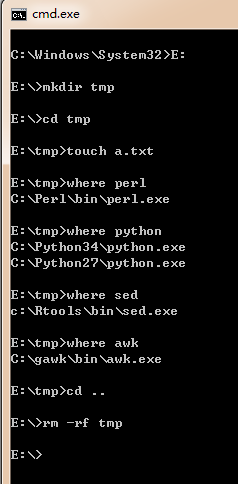 cmd.exe
C:\Windows\System32>E:
E:\>mkdir tmp
E:\>cd tmp
E:\tmp>touch a.txt
E:\tmp>where perl
C:\Perl\bin\perl.exe
E:\tmp>where python
C:\Python34\python.exe
C:\Python27\python.exe
E:\tmp>where sed
c:\Rtools\bin\sed.exe
E:\tmp>where awk
C:\gawk\bin\awk.exe
E:\tmp>cd ..
E:\>rm -rf tmp
E:\>